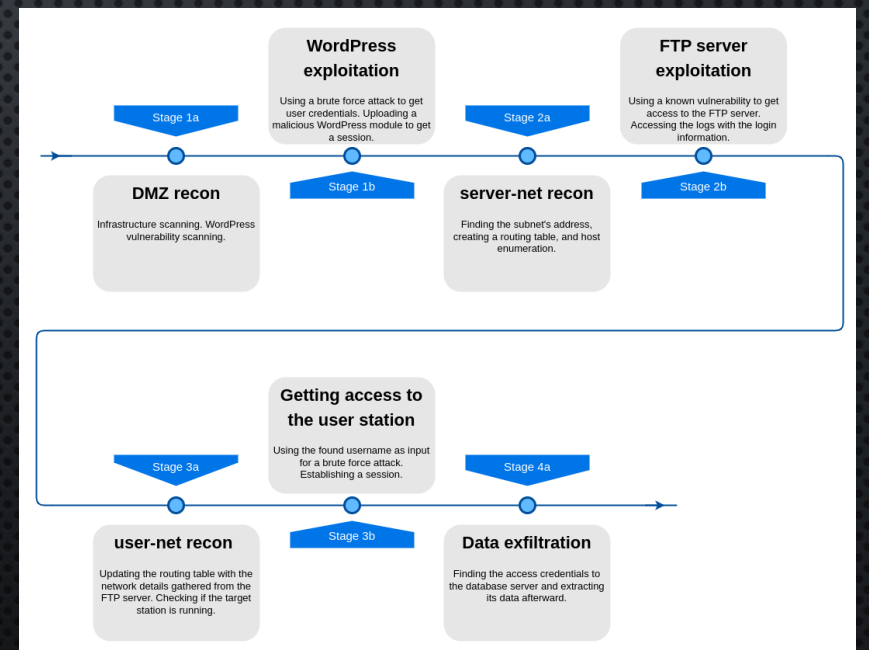 WordPress
exploitation
Using a brute force attack to get
user credentials. Uploading a
malicious WordPress module to get
a session.
FTP server
exploitation
Using a known vulnerability to get
access to the FTP server.
Accessing the logs with the login
information.
Stage 1a
Stage 2a
Stage 1b
Stage 2b
DMZ recon
Infrastructure scanning. WordPress
vulnerability scanning.
server-net recon
Finding the subnet's address,
creating a routing table, and host
enumeration.
Getting access to
the user station
Using the found username as input
for a brute force attack.
Establishing a session.
Stage 3a
Stage 4a
Stage 3b
user-net recon
Updating the routing table with the
network details gathered from the
FTP server. Checking if the target
station is running.
Data exfiltration
Finding the access credentials to
the database server and extracting
its data afterward.